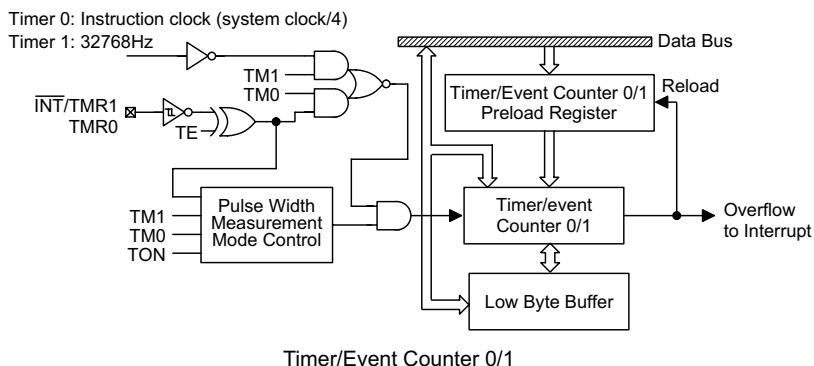 Timer 0: Instruction clock (system clock/4)
Timer 1: 32768Hz
Data Bus
TM1
TM0
INT/TMR1
TMR0
TE
Timer/Event Counter 0/1
Preload Register
Reload
Pulse Width
Measurement
Mode Control
TM1
TM0
TON
Timer/event
Counter 0/1
Overflow
to Interrupt
Low Byte Buffer
Timer/Event Counter 0/1